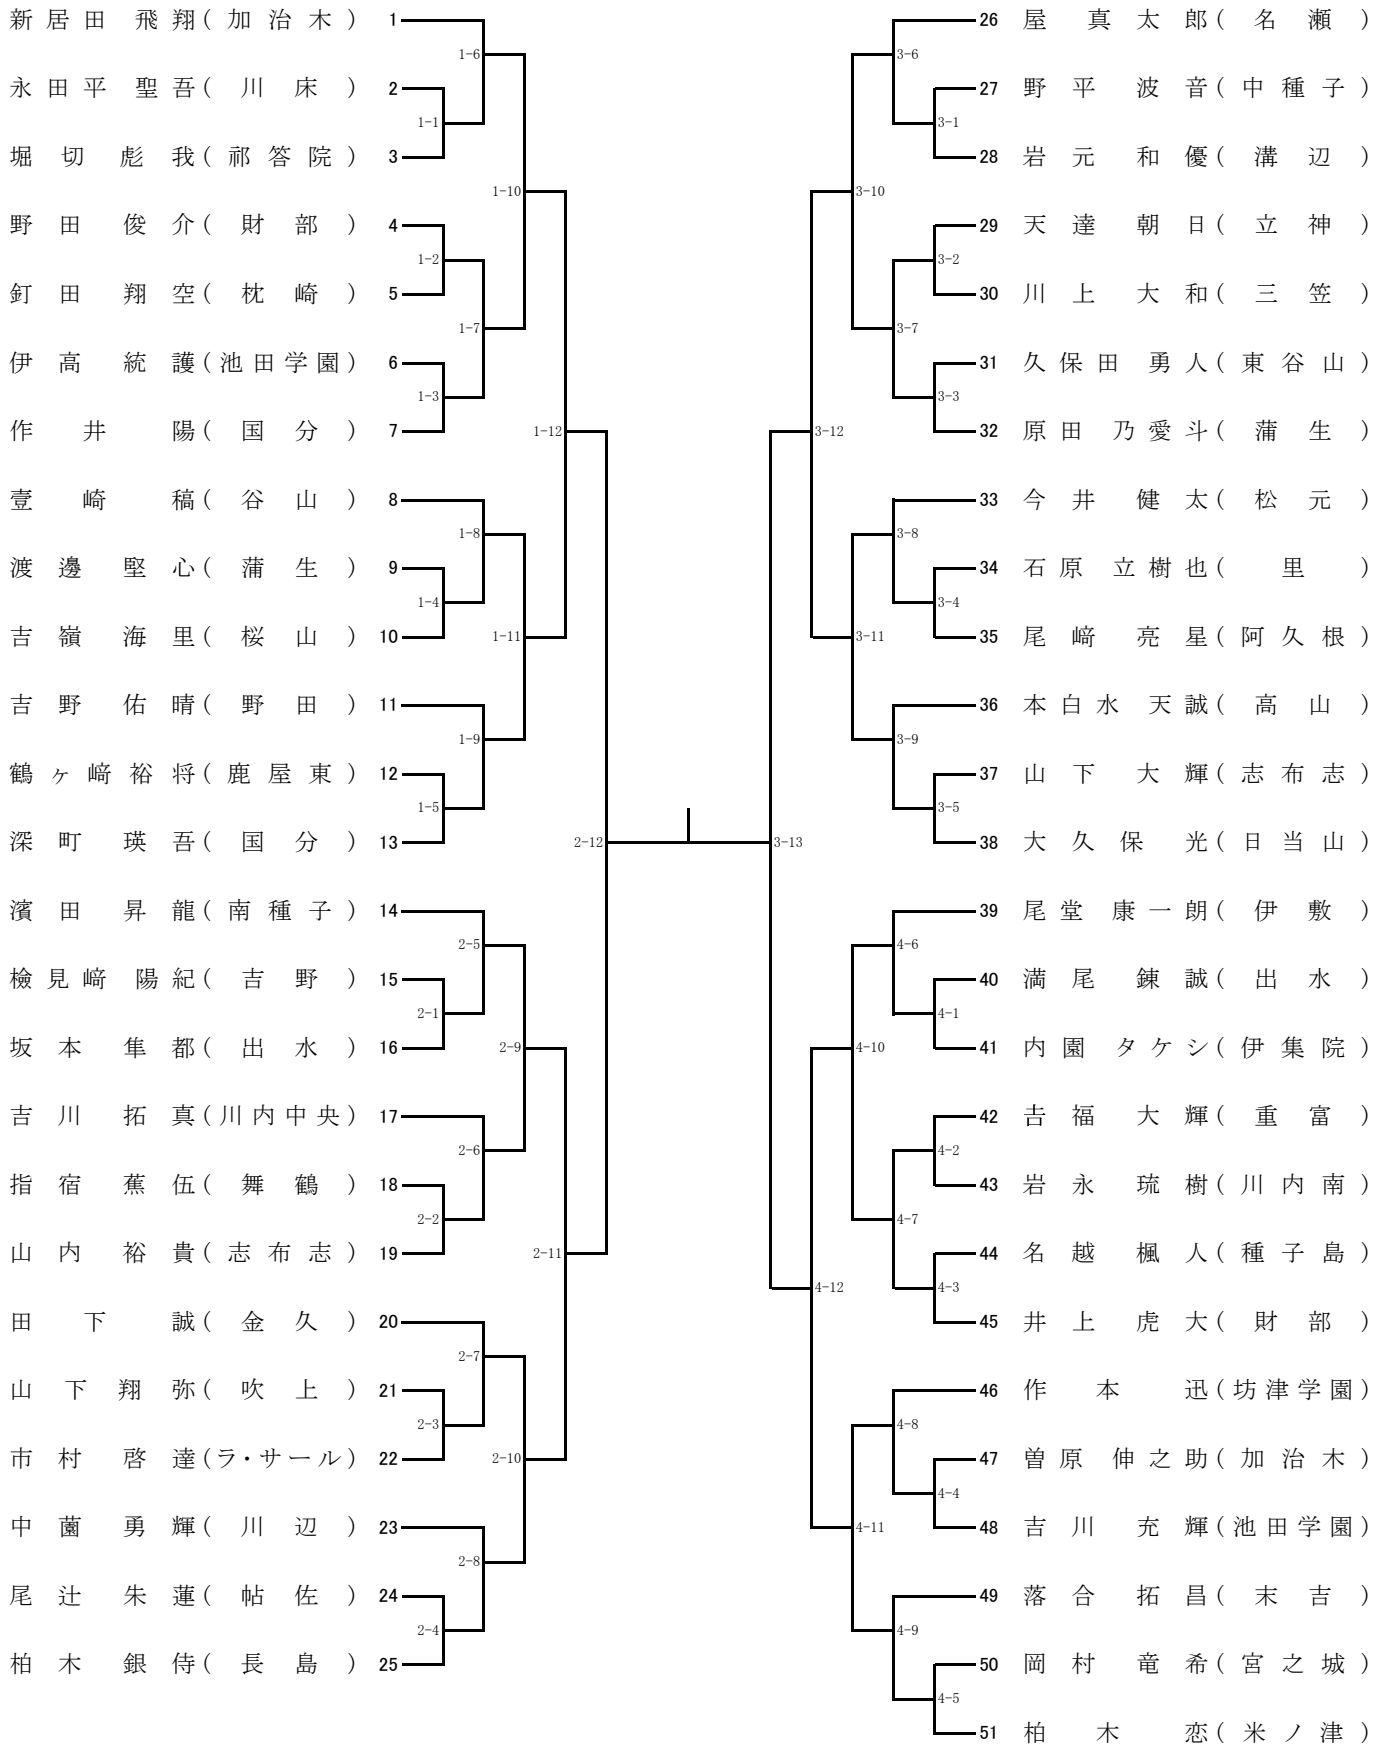 新居田 飛翔(加治木) 1
1-6
永田平 聖吾(川床) 2
1-1
堀切 彪我(祁答院) 3
1-10
野田 俊介(財部) 4
1-2
釘田 翔空(枕崎) 5
1-7
伊高 統護(池田学園) 6
1-3
作井 陽(国分) 7
1-12
壹崎 稿(谷山) 8
1-8
渡邊 堅心(蒲生) 9
1-4
吉嶺 海里(桜山) 10
1-11
吉野 佑晴(野田) 11
1-9
鶴ヶ崎裕将(鹿屋東) 12
1-5
深町 瑛吾(国分) 13
2-12
濱田 昇龍(南種子) 14
2-5
檢見﨑 陽紀(吉野) 15
2-1
坂本 隼都(出水) 16
2-9
吉川 拓真(川内中央) 17
2-6
指宿 蕉伍(舞鶴) 18
2-2
山内 裕貴(志布志) 19
2-11
田下 誠(金久) 20
2-7
山下翔弥(吹上) 21
2-3
市村 啓達(ラ・サール) 22
2-10
中薗 勇輝(川辺) 23
2-8
尾辻 朱蓮(帖佐) 24
2-4
柏木 銀侍(長島) 25
26 屋 真太郎(名瀬)
3-6
27 野平 波音(中種子)
3-1
28 岩元 和優(溝辺)
3-10
29 天達 朝日(立神)
3-2
30 川上 大和(三笠)
3-7
31 久保田 勇人(東谷山)
3-3
32 原田 乃愛斗(蒲生)
3-12
33 今井 健太(松元)
3-8
34 石原 立樹也(里)
3-4
35 尾﨑 亮星(阿久根)
3-11
36 本白水 天誠(高山)
3-9
37 山下 大輝(志布志)
3-5
38 大久保 光(日当山)
3-13
39 尾堂 康一朗(伊敷)
4-6
40 満尾 錬誠(出水)
4-1
41 内園 タケシ(伊集院)
4-10
42 𠮷福 大輝(重富)
4-2
43 岩永 琉樹(川内南)
4-7
44 名越 楓人(種子島)
4-3
45 井上 虎大(財部)
4-12
46 作本 迅(坊津学園)
4-8
47 曽原 伸之助(加治木)
4-4
48 吉川 充輝(池田学園)
4-11
49 落合 拓昌(末吉)
4-9
50 岡村 竜希(宮之城)
4-5
51 柏木 恋(米ノ津)